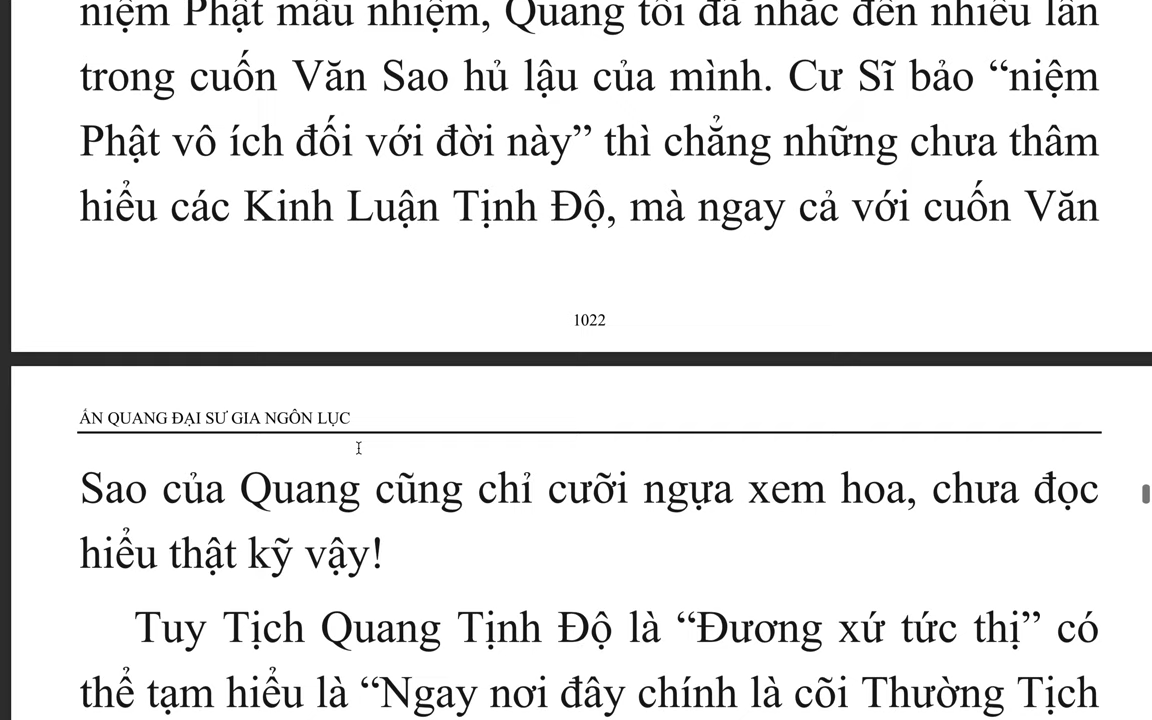 niệm Phật mầu nhiệm, Quang tôi đã nhắc đến nhiều lần
trong cuốn Văn Sao hủ lậu của mình. Cư Sĩ bảo “niệm
Phật vô ích đối với đời này” thì chẳng những chưa thâm
hiểu các Kinh Luận Tịnh Độ, mà ngay cả với cuốn Văn
1022
ẤN QUANG ĐẠI SƯ GIA NGÔN LỤC
Sao của Quang cũng chỉ cưỡi ngựa xem hoa, chưa đọc
hiểu thật kỹ vậy!
Tuy Tịch Quang Tịnh Độ là “Đương xứ tức thị” có
thể tạm hiểu là “Ngay nơi đây chính là cõi Thường Tịch